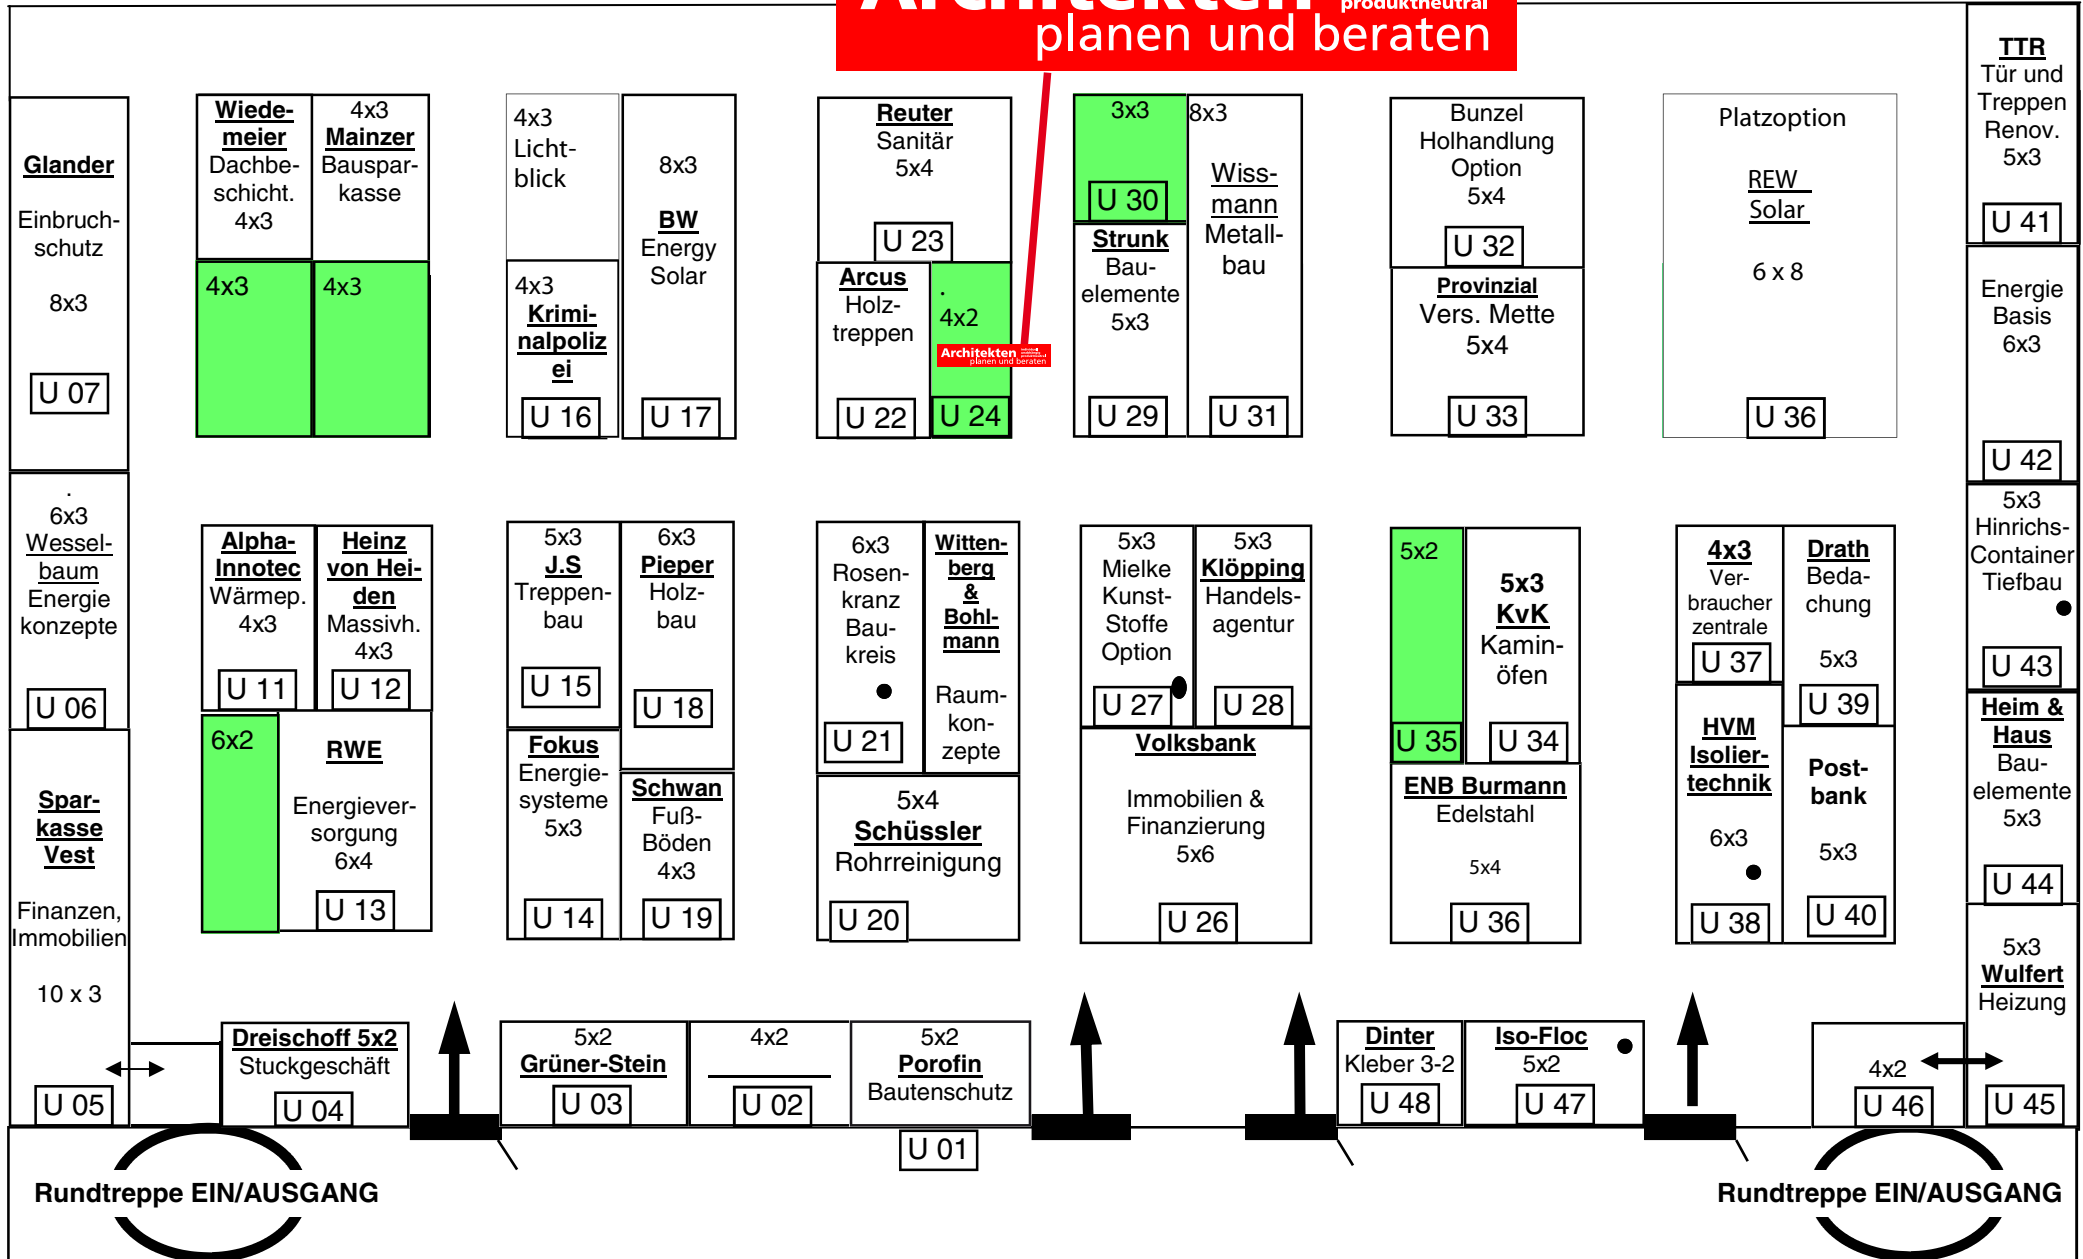 Architekten
produktneutral
planen und beraten
Glander
Einbruch-
schutz
8x3
U 07
.
6x3
Wessel-
baum
Energie
konzepte
U 06
Spar-
kasse
Vest
Finanzen,
Immobilien
10 x 3
U 05
Wiede-
meier
Dachbe-
schicht.
4x3
4x3
Mainzer
Bauspar-
kasse
4x3
4x3
4x3
Licht-
blick
4x3
Krimi-
nalpoliz
ei
U 16
8x3
BW
Energy
Solar
U 17
Reuter
Sanitär
5x4
U 23
Arcus
Holz-
treppen
U 22
.
4x2
Architekten
planen und beraten
U 24
3x3
U 30
Strunk
Bau-
elemente
5x3
U 29
8x3
Wiss-
mann
Metall-
bau
U 31
Bunzel
Holhandlung
Option
5x4
U 32
Provinzial
Vers. Mette
5x4
U 33
Platzoption
REW
Solar
6 x 8
U 36
TTR
Tür und
Treppen
Renov.
5x3
U 41
Energie
Basis
6x3
U 42
5x3
Hinrichs-
Container
Tiefbau
U 43
Heim &
Haus
Bau-
elemente
5x3
U 44
5x3
Wulfert
Heizung
U 45
Alpha-
Innotec
Wärmep.
4x3
U 11
Heinz
von Hei-
den
Massivh.
4x3
U 12
6x2
RWE
Energiever-
sorgung
6x4
U 13
5x3
J.S
Treppen-
bau
U 15
6x3
Pieper
Holz-
bau
U 18
Fokus
Energie-
systeme
5x3
U 14
Schwan
Fuß-
Böden
4x3
U 19
6x3
Rosen-
kranz
Bau-
kreis
U 21
Witten-
berg
&
Bohl-
mann
Raum-
kon-
zepte
5x4
Schüssler
Rohrreinigung
U 20
5x3
Mielke
Kunst-
Stoffe
Option
U 27
5x3
Klöpping
Handels-
agentur
U 28
Volksbank
Immobilien &
Finanzierung
5x6
U 26
5x2
U 35
5x3
KvK
Kamin-
öfen
U 34
ENB Burmann
Edelstahl
5x4
U 36
4x3
Ver-
braucher
zentrale
U 37
Drath
Beda-
chung
5x3
U 39
HVM
Isolier-
technik
6x3
U 38
Post-
bank
5x3
U 40
Dreischoff 5x2
Stuckgeschäft
U 04
5x2
Grüner-Stein
U 03
4x2
U 02
5x2
Porofin
Bautenschutz
U 01
Dinter
Kleber 3-2
U 48
Iso-Floc
5x2
U 47
4x2
U 46
Rundtreppe EIN/AUSGANG
Rundtreppe EIN/AUSGANG